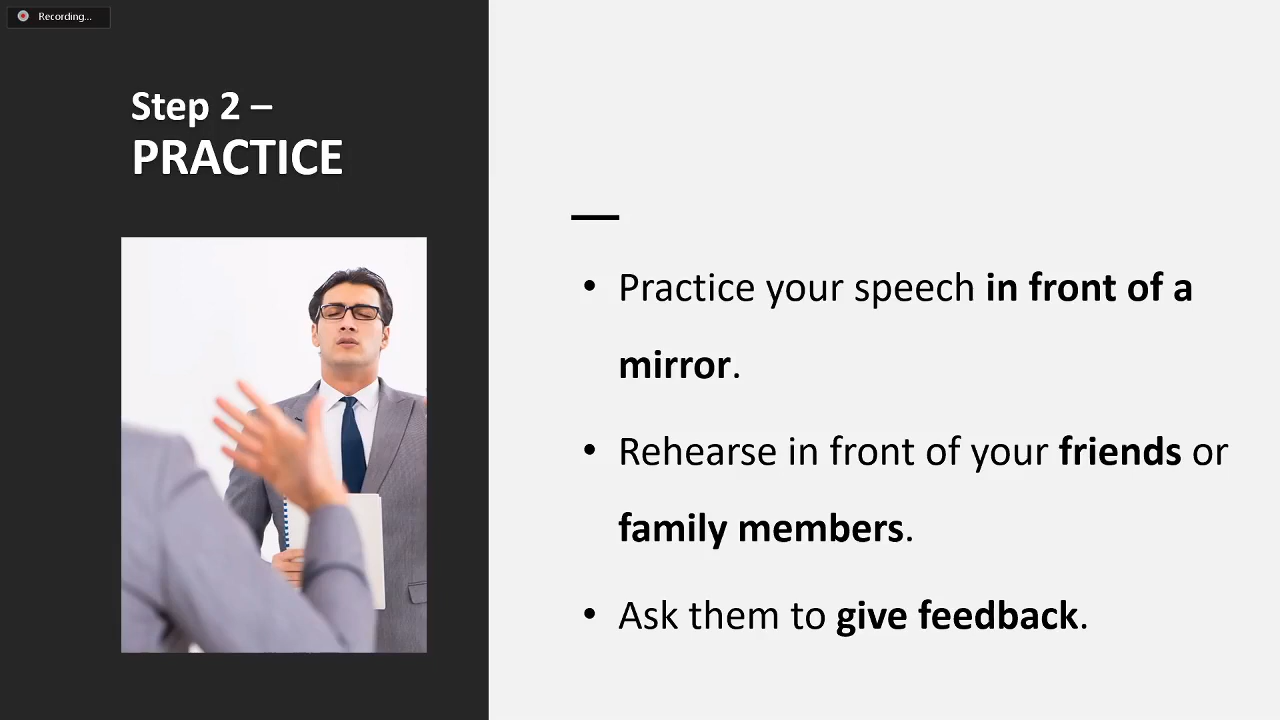 Recording...
Step 2 –
PRACTICE
• Practice your speech in front of a
mirror.
• Rehearse in front of your friends or
family members.
• Ask them to give feedback.